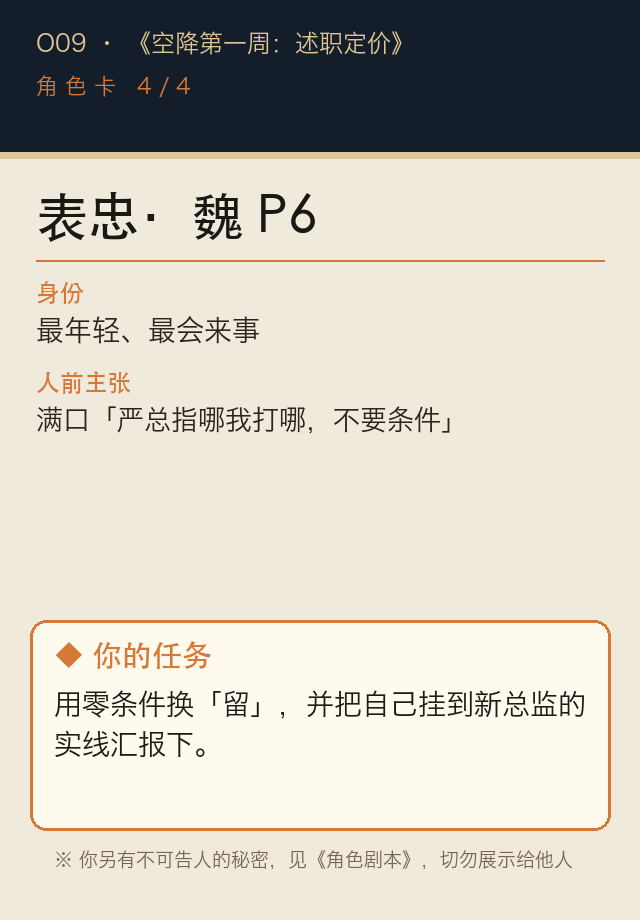 O09 · 《空降第一周：述职定价》
角色卡 4/4
表忠· 魏 P6
身份
最年轻、最会来事
人前主张
满口「严总指哪我打哪，不要条件」
◆ 你的任务
用零条件换「留」，并把自己挂到新总监的
实线汇报下。
※ 你另有不可告人的秘密，见《角色剧本》，切勿展示给他人